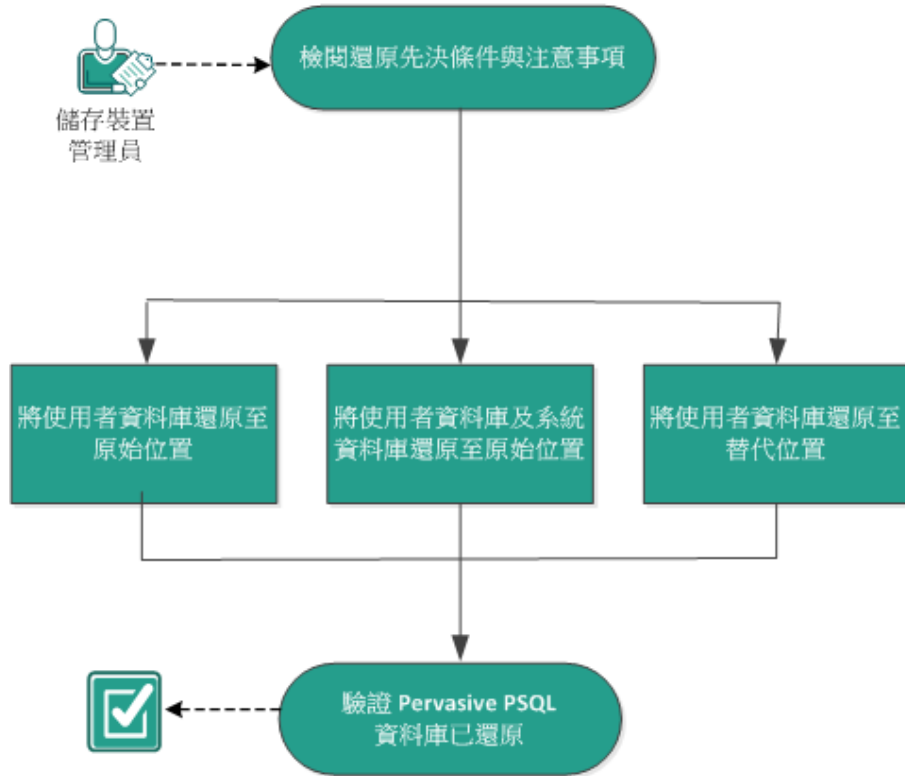 檢閱還原先決條件與注意事項
儲存裝置
管理員
將使用者資料庫還原至
原始位置
將使用者資料庫及系統
資料庫還原至原始位置
將使用者資料庫還原至
替代位置
驗證 Pervasive PSQL
資料庫已還原